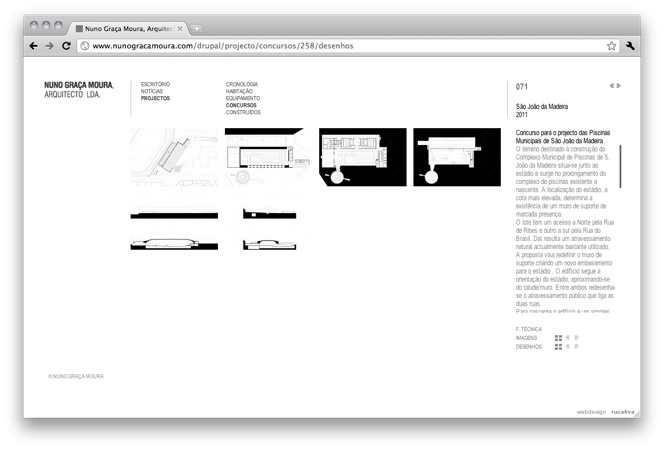 Nuno Graça Moura, Arquitec
www.nunogracamoura.com/drupal/projecto/concursos/258/desenhos
NUNO GRAÇA MOURA,
ARQUITECTO LDA.
ESCRITÓRIO
NOTÍCIAS
PROJECTOS
CRONOLOGIA
HABITAÇÃO
EQUIPAMENTO
CONCURSOS
CONSTRUÍDOS
071
São João da Madeira
2011
Concurso para o projecto das Piscinas
Municipais de São João da Madeira
O terreno destinado à construção do
Complexo Municipal de Piscinas de S.
João da Madeira situa-se junto ao
estádio e surge no prolongamento do
complexo de piscinas existente a
nascente. A localização do estádio, a
cota mais elevada, determina a
existência de um muro de suporte de
marcada presença.
O lote tem um acesso a Norte pela Rua
de Ribes e outro a sul pela Rua do
Brasil. Daí resulta um atravessamento
natural actualmente bastante utilizado.
A proposta visa redefinir o muro de
suporte criando um novo embasamento
para o estádio . O edifício segue a
orientação do estádio, aproximando-se
do talude/muro. Entre ambos redesenha-
se o atravessamento público que liga as
duas ruas.
Para nascente o edifício é um simples
F. TÉCNICA
IMAGENS
DESENHOS
© NUNO GRAÇA MOURA
webdesign rucativa